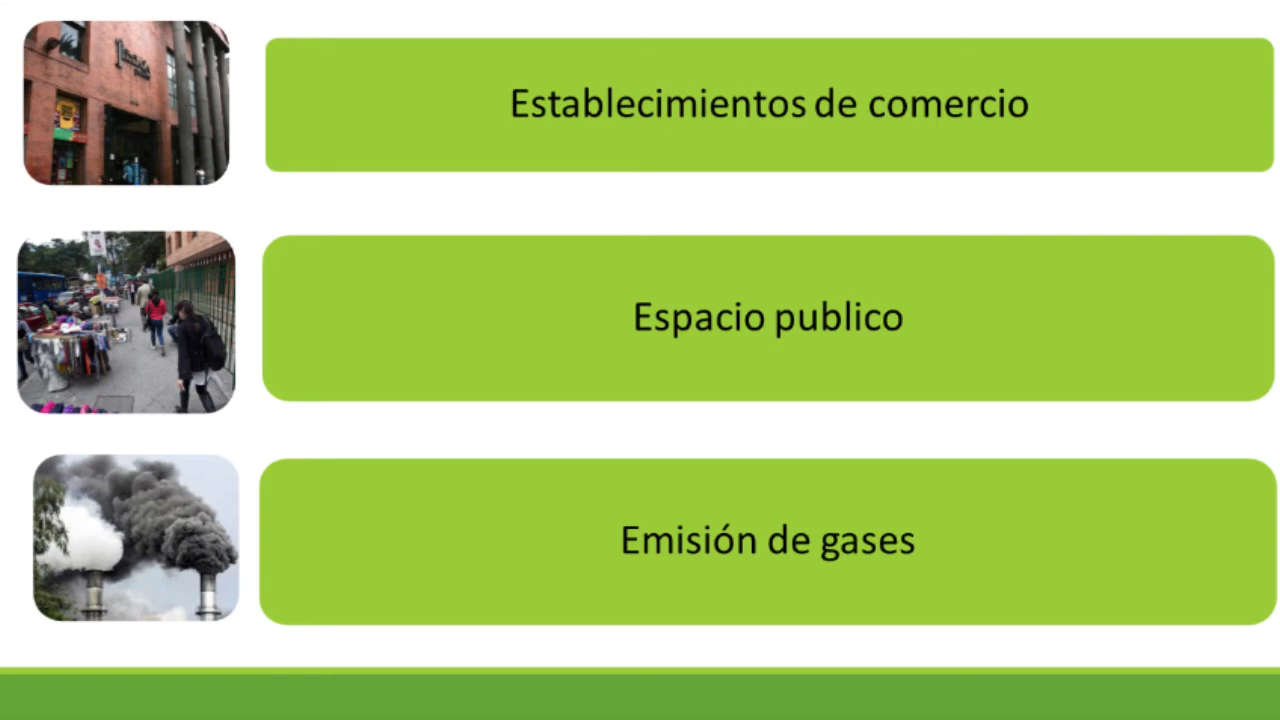 Establecimientos de comercio
Espacio publico
Emisión de gases